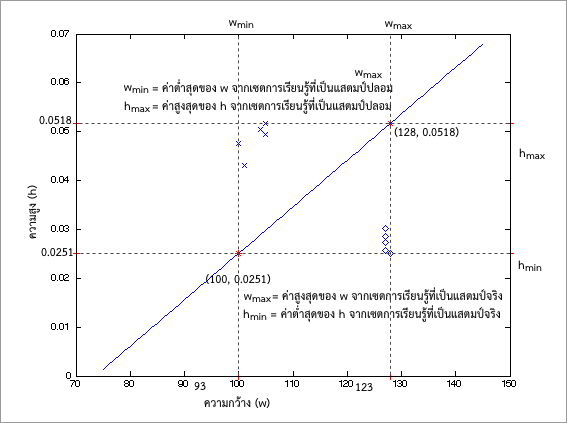 wmin
wmax
0.07
0.06
wmax
wmin = ค่าต่ำสุดของ w จากเซตการเรียนรู้ที่เป็นแสตมป์ปลอม
hmax = ค่าสูงสุดของ h จากเซตการเรียนรู้ที่เป็นแสตมป์ปลอม
0.0518
0.05
(128, 0.0518)
hmax
0.04
ความสูง (h)
0.03
0.0251
hmin
0.02
(100, 0.0251)
wmax = ค่าสูงสุดของ w จากเซตการเรียนรู้ที่เป็นแสตมป์จริง
hmin = ค่าต่ำสุดของ h จากเซตการเรียนรู้ที่เป็นแสตมป์จริง
0.01
0
70 80 90 100 110 120 130 140 150
93 123
ความกว้าง (w)